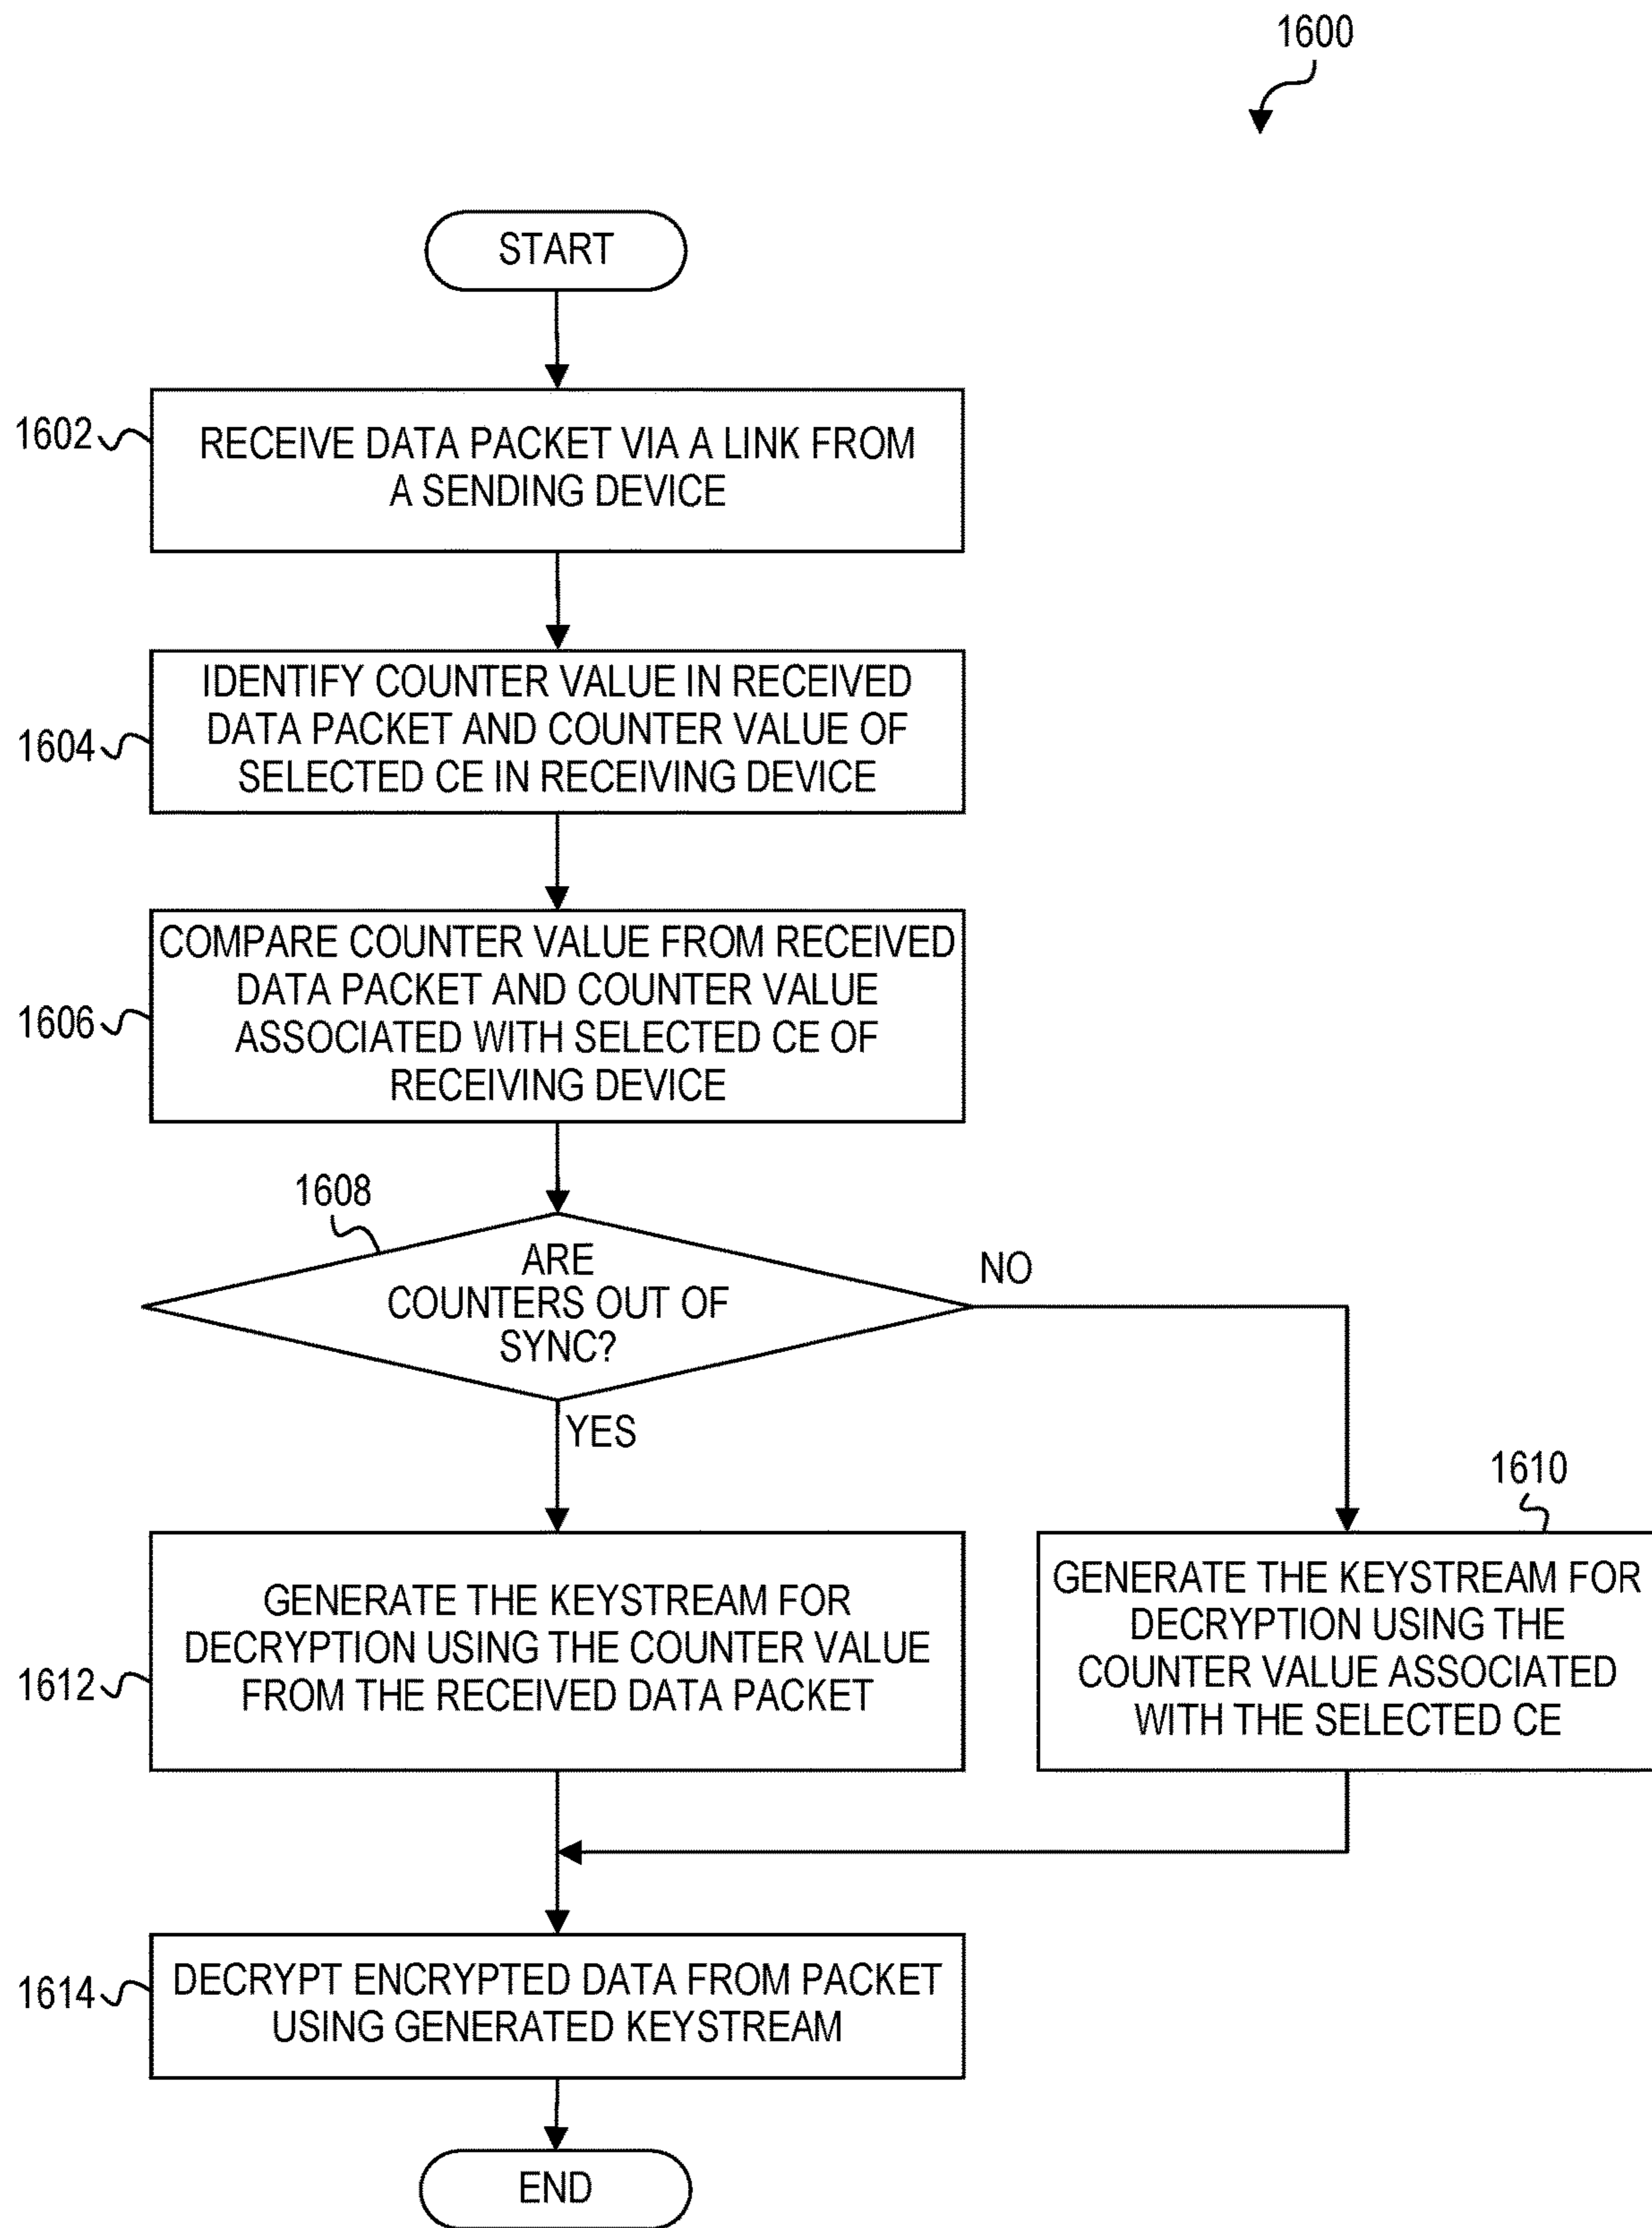 1600
START
1602
RECEIVE DATA PACKET VIA A LINK FROM
A SENDING DEVICE
1604
IDENTIFY COUNTER VALUE IN RECEIVED
DATA PACKET AND COUNTER VALUE OF
SELECTED CE IN RECEIVING DEVICE
1606
COMPARE COUNTER VALUE FROM RECEIVED
DATA PACKET AND COUNTER VALUE
ASSOCIATED WITH SELECTED CE OF
RECEIVING DEVICE
1608
ARE
COUNTERS OUT OF
SYNC?
NO
YES
1610
GENERATE THE KEYSTREAM FOR
DECRYPTION USING THE
COUNTER VALUE ASSOCIATED
WITH THE SELECTED CE
1612
GENERATE THE KEYSTREAM FOR
DECRYPTION USING THE COUNTER VALUE
FROM THE RECEIVED DATA PACKET
1614
DECRYPT ENCRYPTED DATA FROM PACKET
USING GENERATED KEYSTREAM
END